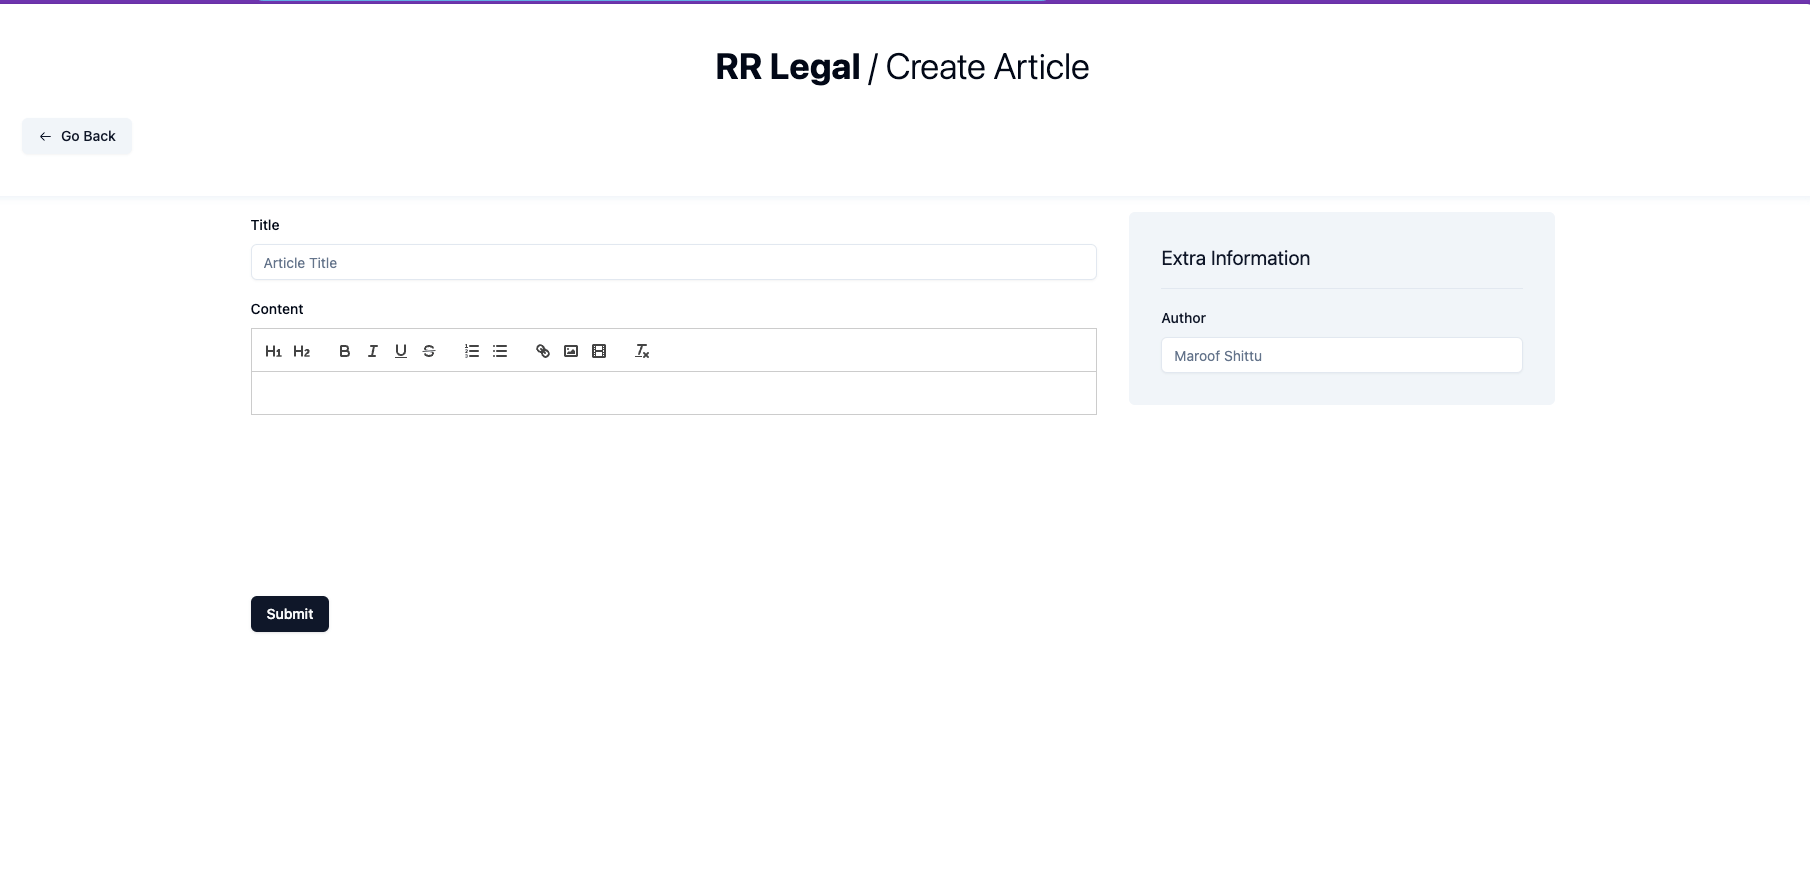 RR Legal / Create Article
Go Back
Title
Article Title
Content
H1 H2 B I U S
Extra Information
Author
Maroof Shittu
Submit